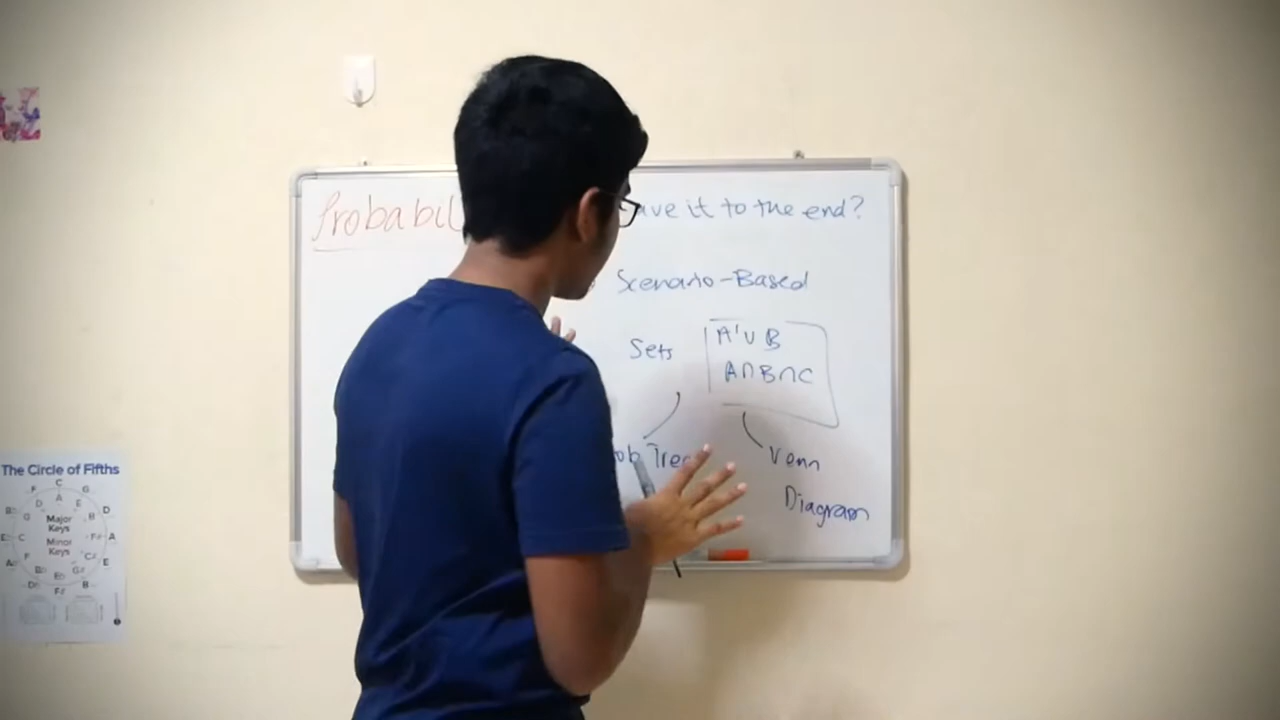 Probabil
ave it to the end?
Scenario-Based
Sets
A'∪B
A∩B∩C
ob Tree
Venn
Diagram
The Circle of Fifths
C
F G
A
D
B
Major
Keys
Minor
Keys